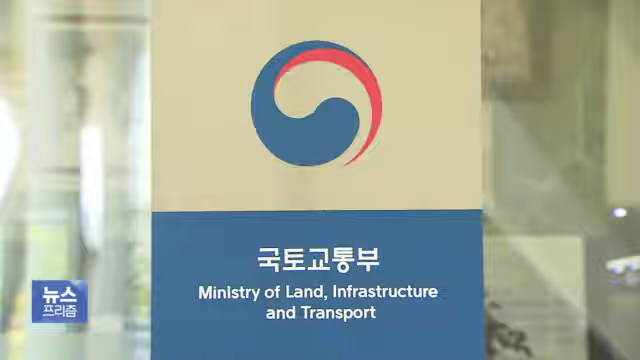 국토교통부
Ministry of Land, Infrastructure
and Transport
뉴스
프리즘